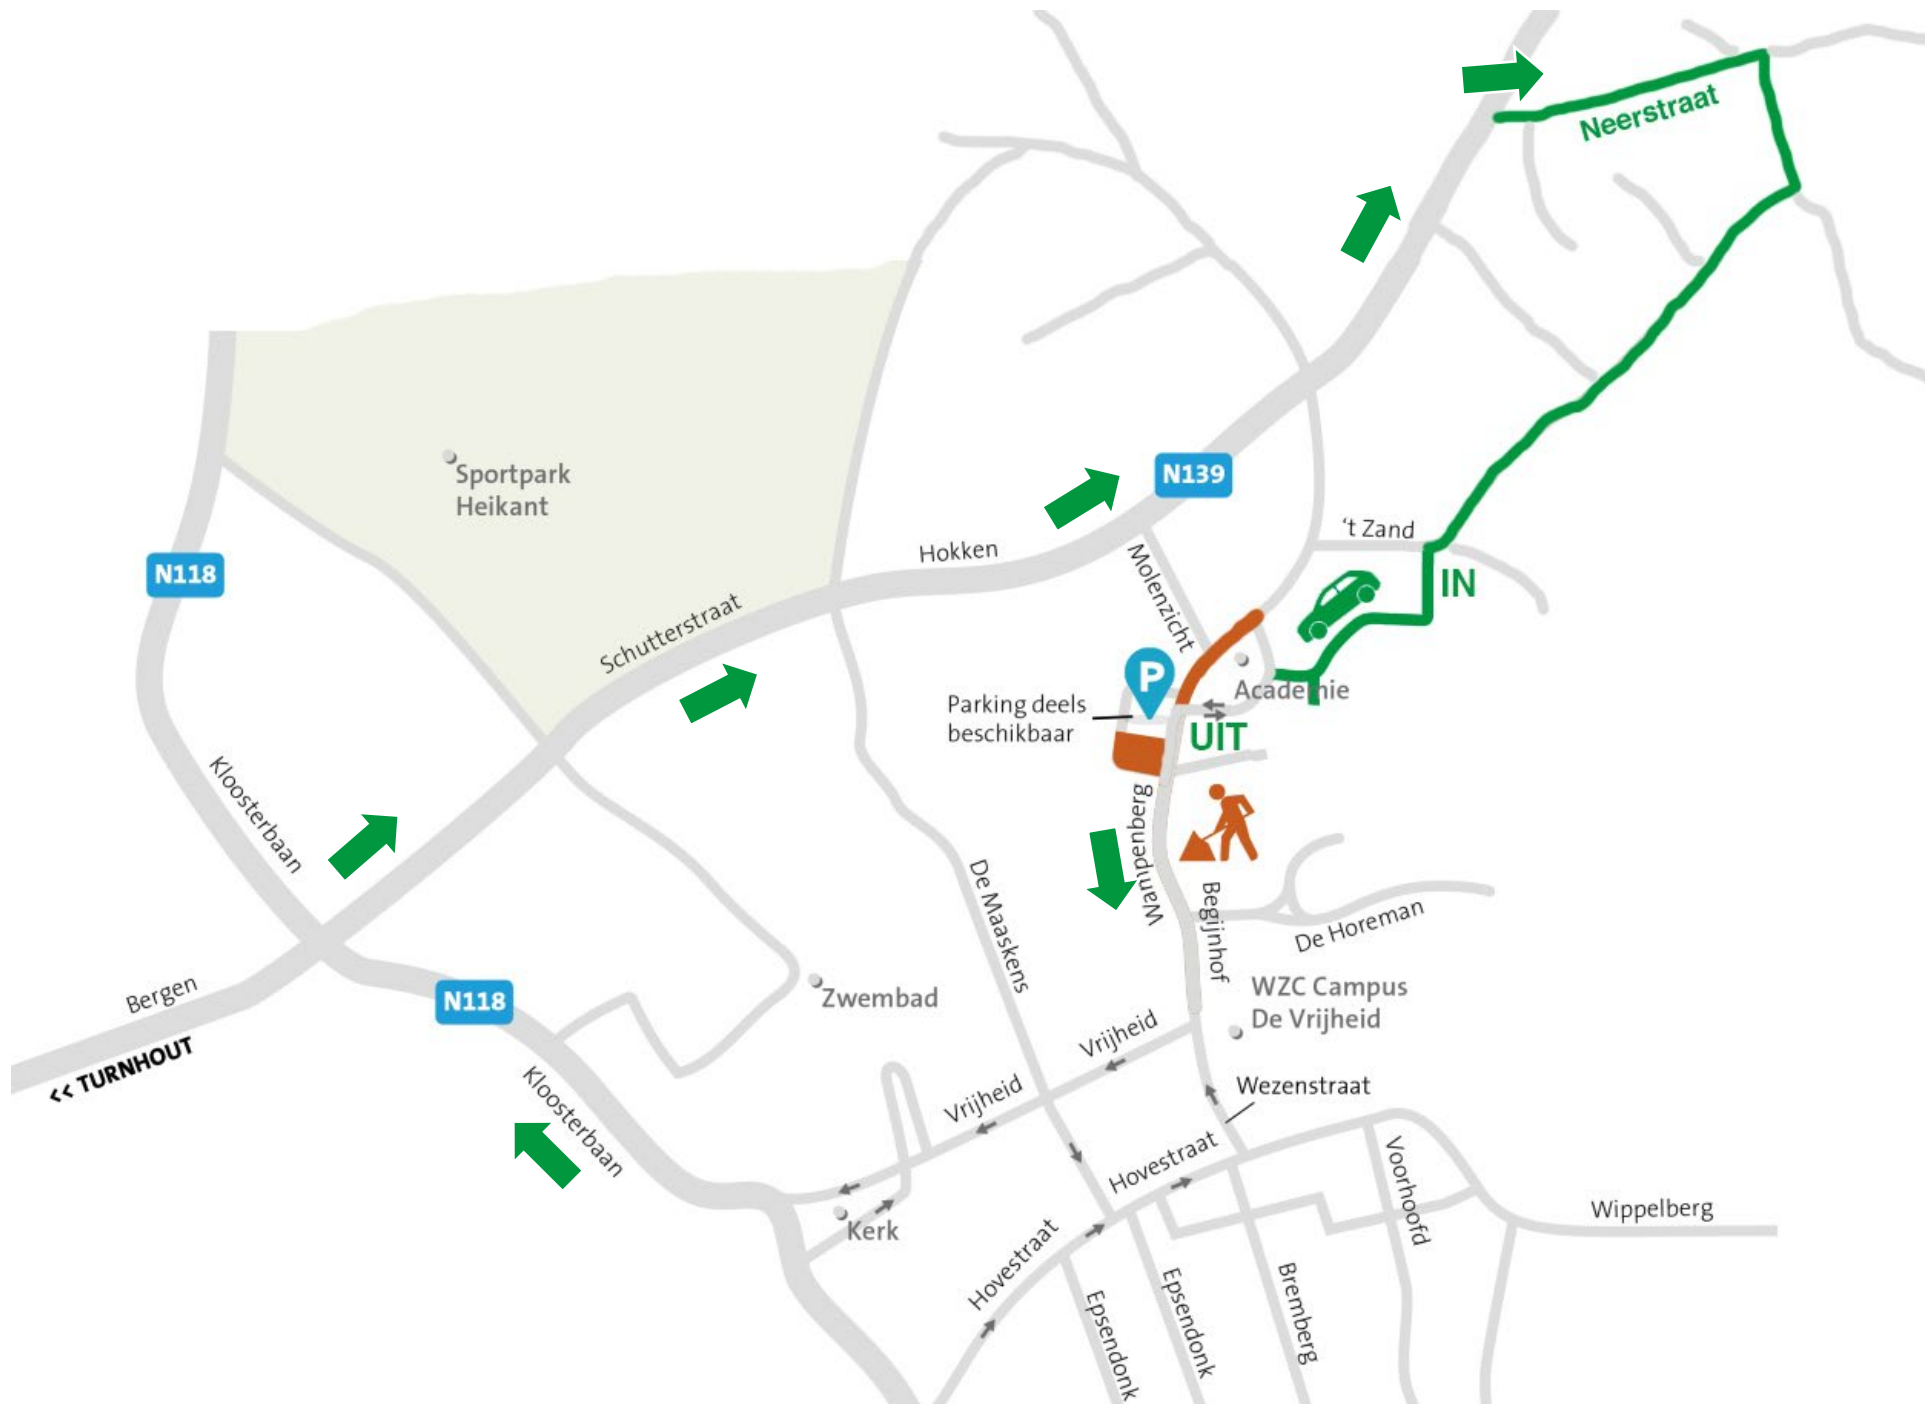 Neerstraat
Sportpark
Heikant
N139
't Zand
Hokken
Molenzicht
IN
N118
Schutterstraat
P
Academie
Parking deels
beschikbaar
UIT
Kloosterbaan
Wampenberg
De Maaskens
Begijnhof
De Horeman
Bergen
<< TURNHOUT
N118
Zwembad
WZC Campus
De Vrijheid
Vrijheid
Vrijheid
Kloosterbaan
Wezenstraat
Hovestraat
Voorhoofd
Kerk
Wippelberg
Hovestraat
Epsendonk
Epsendonk
Bremberg